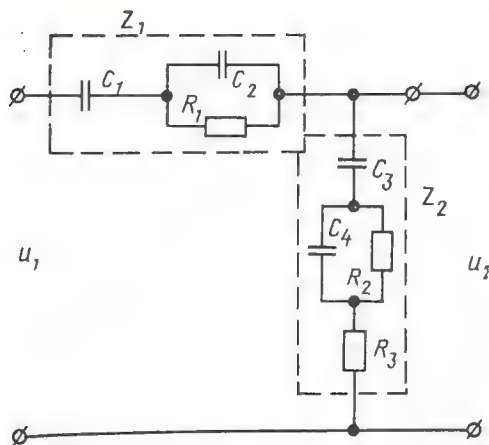 Z₁
C₁
C₂
R₁
C₃
Z₂
C₄
u₁
R₂
u₂
R₃